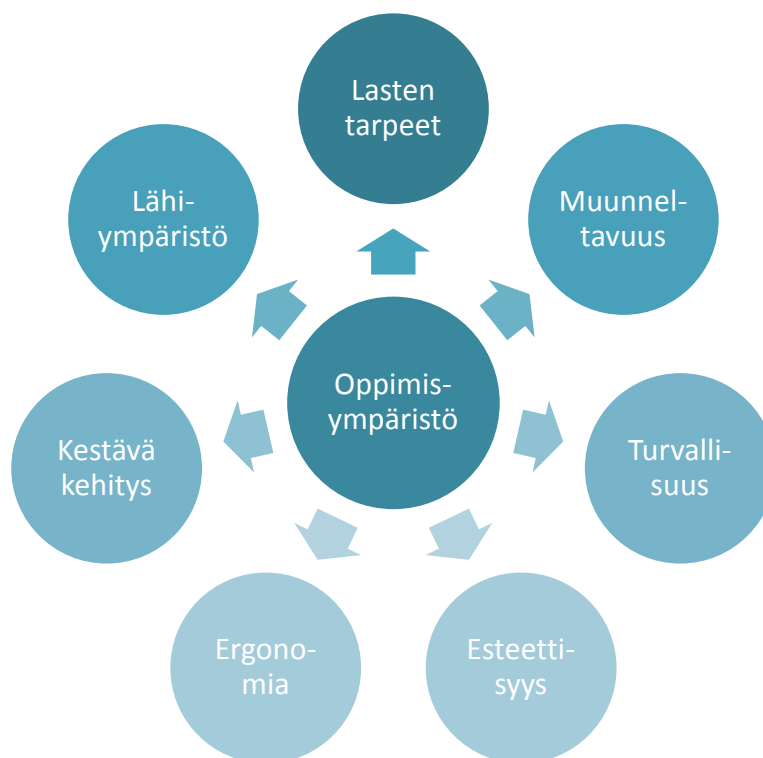 Lasten
tarpeet
Muunnel-
tavuus
Turvalli-
suus
Esteetti-
syys
Ergono-
mia
Kestävä
kehitys
Lähi-
ympäristö
Oppimis-
ympäristö